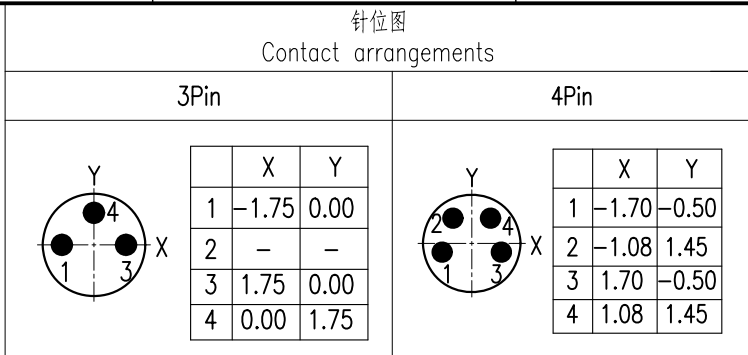 针位图
Contact arrangements
3Pin
4Pin
Y
4
X
1
3
X Y
1 -1.75 0.00
2 - -
3 1.75 0.00
4 0.00 1.75
Y
2
4
X
1
3
X Y
1 -1.70 -0.50
2 -1.08 1.45
3 1.70 -0.50
4 1.08 1.45